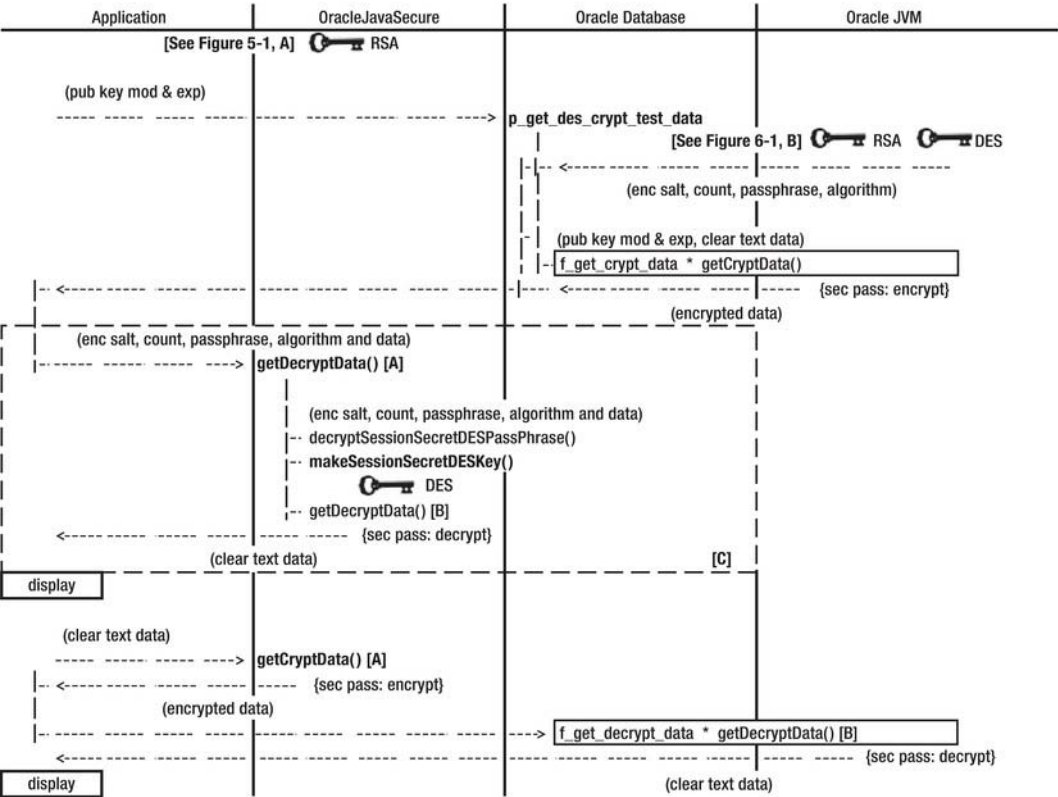 Application OracleJavaSecure Oracle Database Oracle JVM
[See Figure 5-1, A] RSA
(pub key mod & exp)
p_get_des_crypt_test_data
[See Figure 6-1, B] RSA DES
(enc salt, count, passphrase, algorithm)
(pub key mod & exp, clear text data)
f_get_crypt_data * getCryptData()
{sec pass: encrypt}
(encrypted data)
(enc salt, count, passphrase, algorithm and data)
getDecryptData() [A]
(enc salt, count, passphrase, algorithm and data)
decryptSessionSecretDESPassPhrase()
makeSessionSecretDESKey()
DES
getDecryptData() [B]
{sec pass: decrypt}
(clear text data) [C]
display
(clear text data)
getCryptData() [A]
{sec pass: encrypt}
(encrypted data)
f_get_decrypt_data * getDecryptData() [B]
{sec pass: decrypt}
display (clear text data)